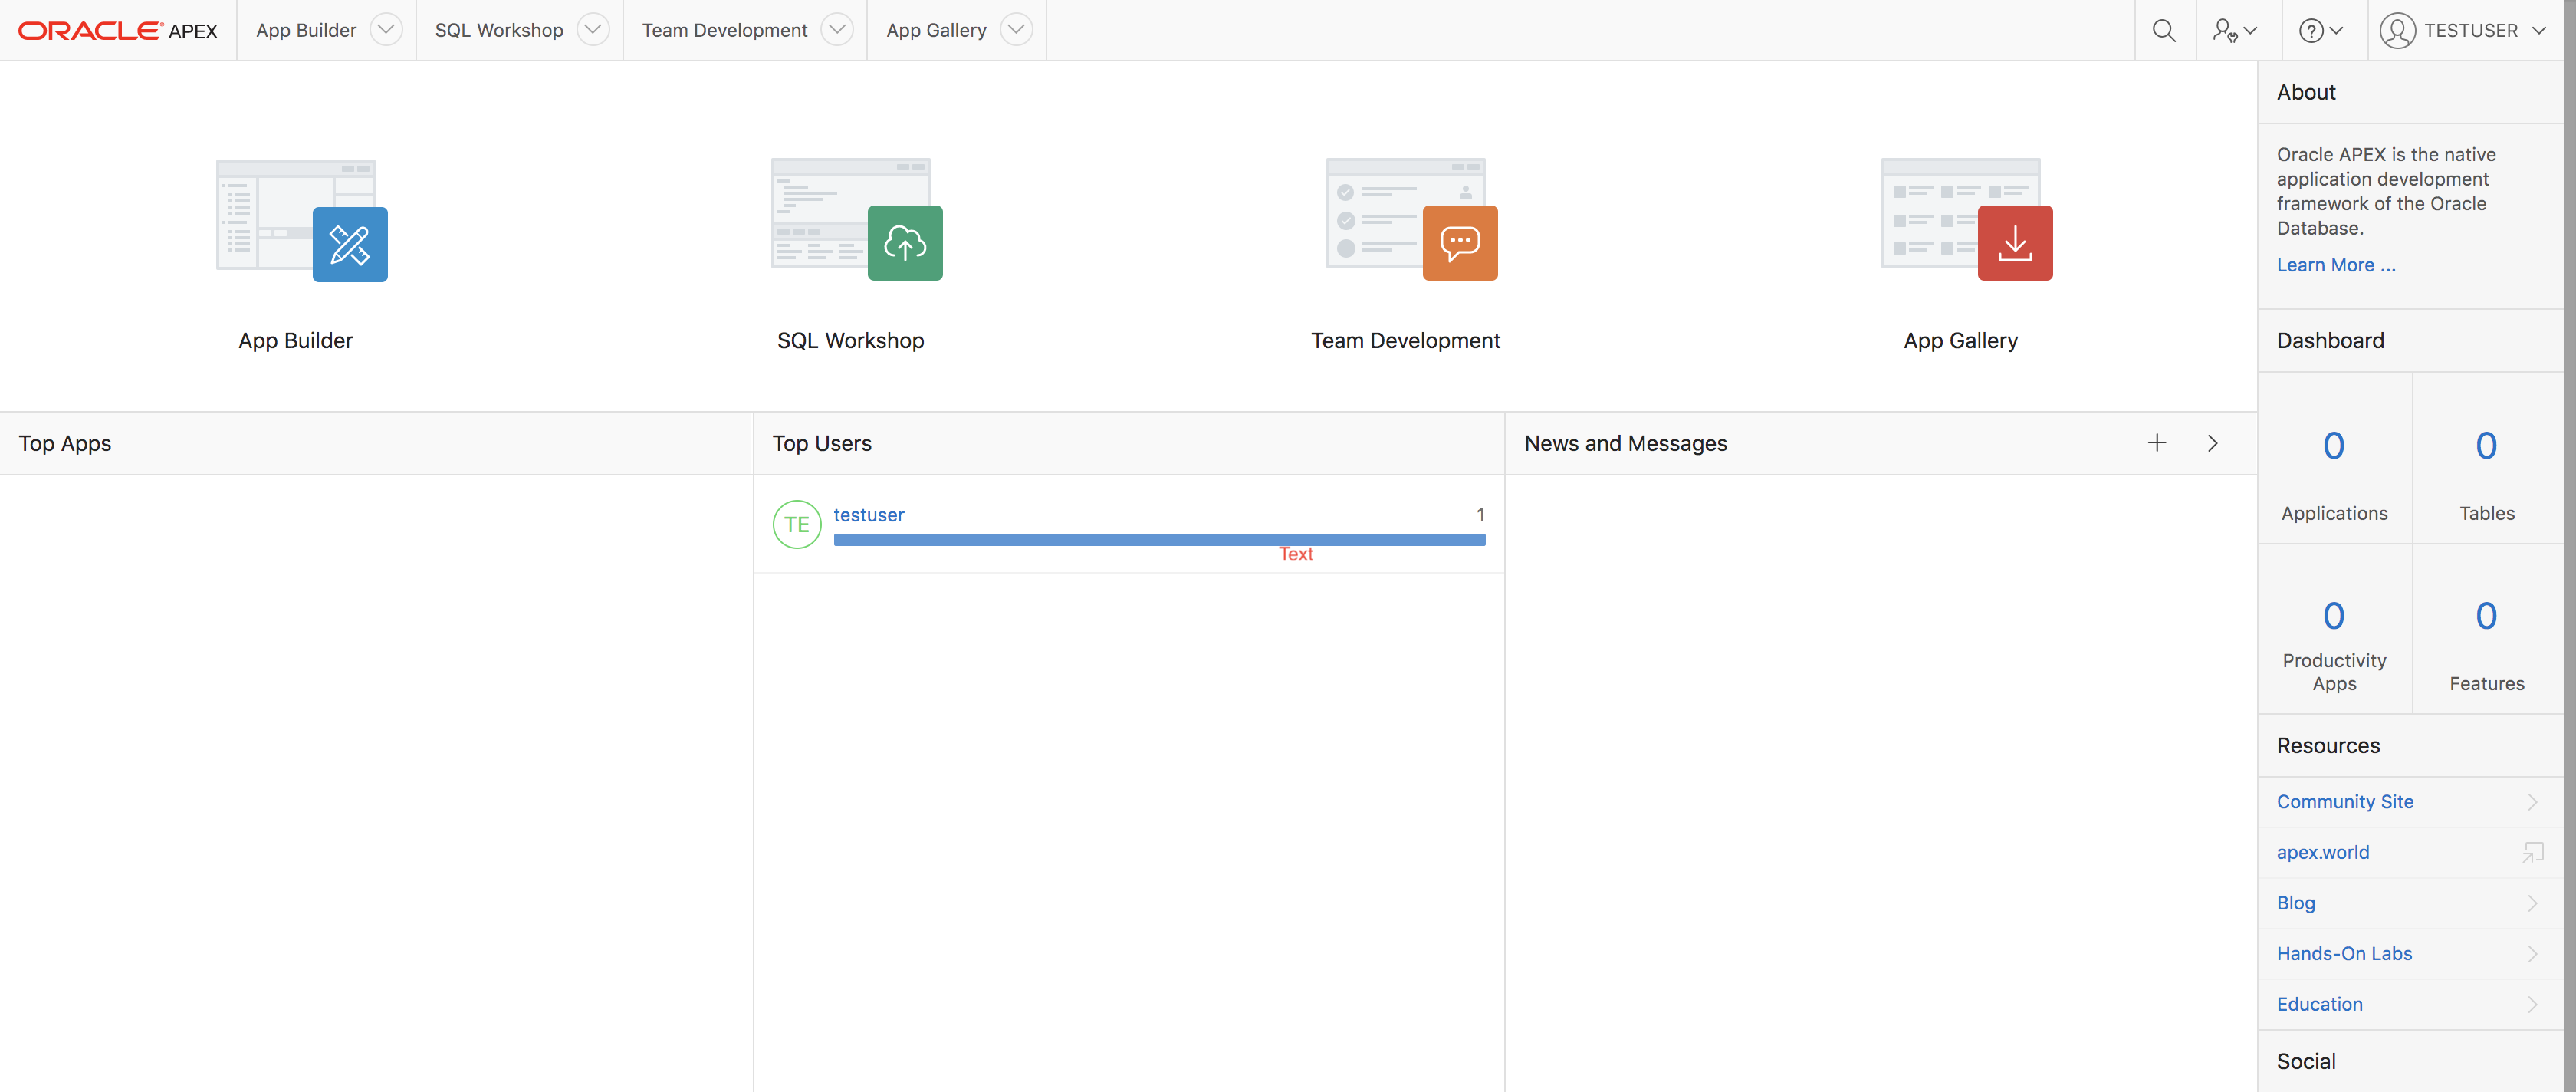 ORACLE APEX App Builder SQL Workshop Team Development App Gallery TESTUSER
App Builder
SQL Workshop
Team Development
App Gallery
Top Apps
Top Users
TE
testuser 1
Text
News and Messages
About
Oracle APEX is the native
application development
framework of the Oracle
Database.
Learn More ...
Dashboard
0
Applications
0
Tables
0
Productivity
Apps
0
Features
Resources
Community Site
apex.world
Blog
Hands-On Labs
Education
Social